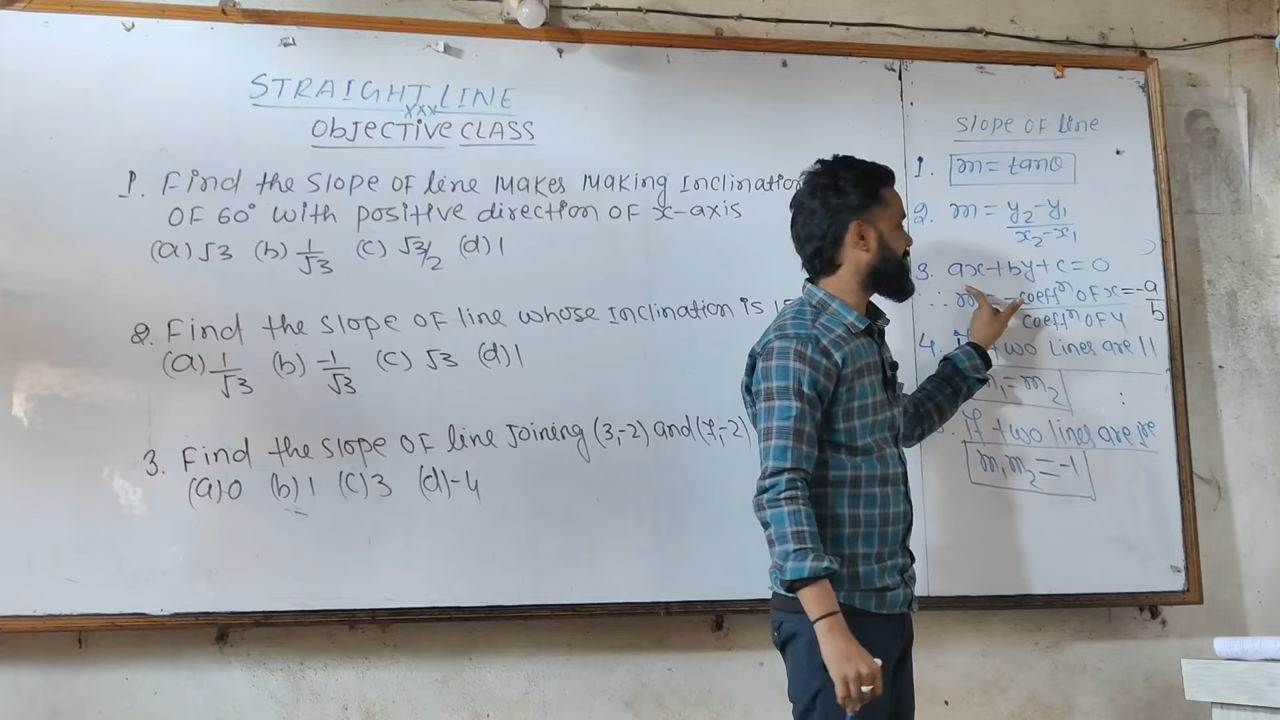 STRAIGHT LINE
xxx
OBJECTIVE CLASS
1. Find the slope of line makes making inclination
of 60° with positive direction of x-axis
(a) √3 (b) 1/√3 (c) √3/2 (d) 1
2. Find the slope of line whose inclination is
(a) 1/√3 (b) -1/√3 (c) √3 (d) 1
3. Find the slope of line joining (3,-2) and (7,-2)
(a) 0 (b) 1 (c) 3 (d) -4
slope of line
1. m = tanθ
2. m = y₂-y₁/x₂-x₁
3. ax+by+c=0
∴ m = -coeffⁿ of x/coeffⁿ of y = -a/b
4. two lines are ||
m₁=m₂
If two lines are re
m₁m₂=-1